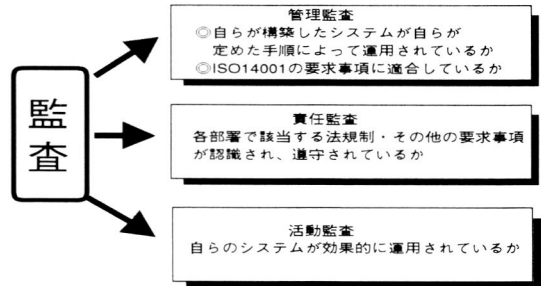 監査
管理監査
◎自らが構築したシステムが自らが
定めた手順によって運用されているか
◎ISO14001の要求事項に適合しているか
責任監査
各部署で該当する法規制・その他の要求事項
が認識され、遵守されているか
活動監査
自らのシステムが効果的に運用されているか